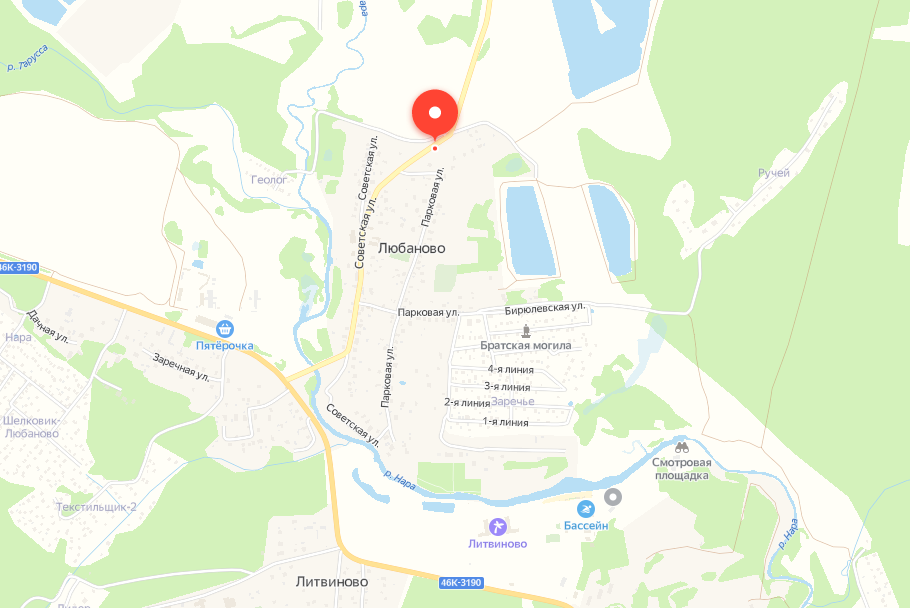 Нара
р. Тарусса
Советская ул.
Геолог
Ручей
Парковая ул.
Советская ул.
Любаново
46К-3190
Бирюлевская ул.
Парковая ул.
Дачная ул.
Нара
Пятёрочка
Братская могила
Заречная ул.
4-я линия
3-я линия
Парковая ул.
2-я линия
Заречье
1-я линия
Шелковик-
Любаново
Советская ул.
Смотровая
площадка
р. Нара
Текстильщик-2
Бассейн
р. Нара
Литвиново
Литвиново
46К-3190